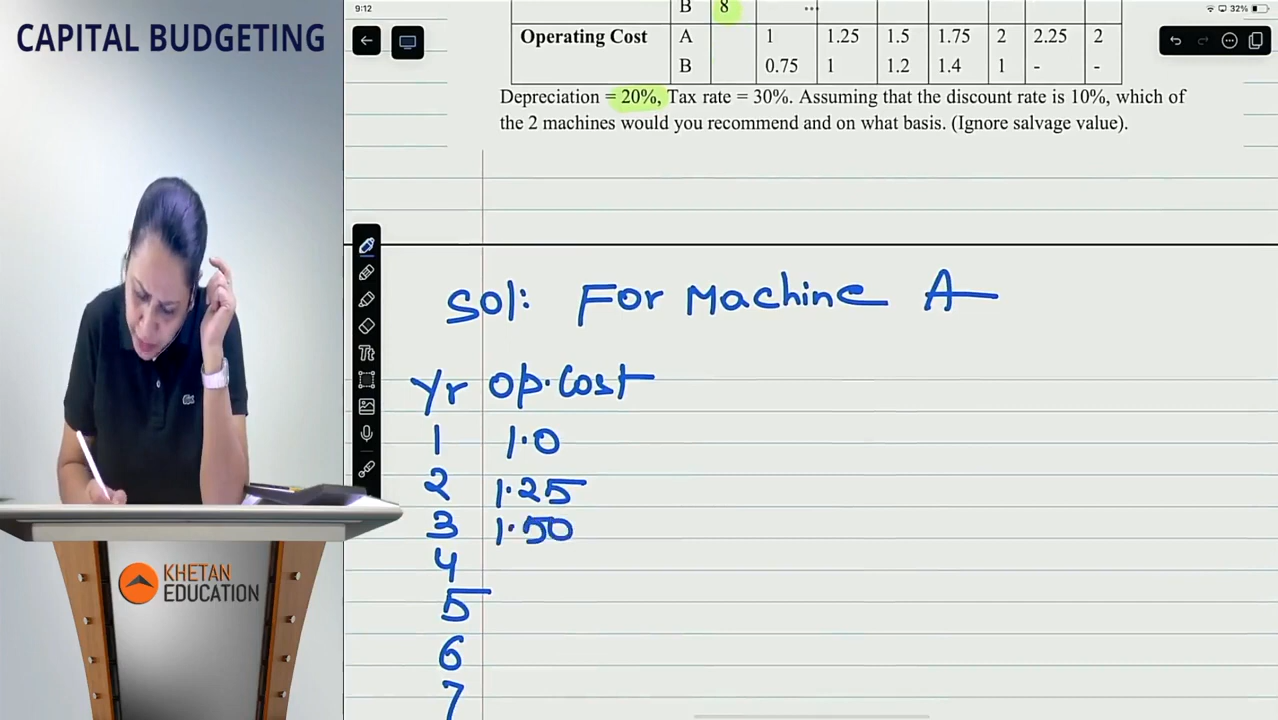 CAPITAL BUDGETING
9:12
32%
B 8
Operating Cost A 1 1.25 1.5 1.75 2 2.25 2
B 0.75 1 1.2 1.4 1 - -
Depreciation = 20%, Tax rate = 30%. Assuming that the discount rate is 10%, which of
the 2 machines would you recommend and on what basis. (Ignore salvage value).
Sol: For Machine A
Yr Op.Cost
1 1.0
2 1.25
3 1.50
4
5
6
7
Tt
KHETAN
EDUCATION